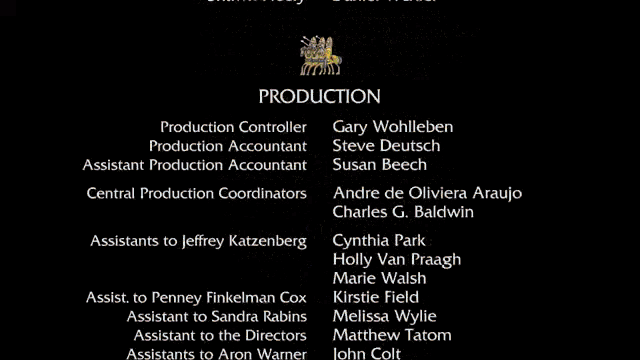 PRODUCTION
Production Controller Gary Wohlleben
Production Accountant Steve Deutsch
Assistant Production Accountant Susan Beech
Central Production Coordinators Andre de Oliviera Araujo
Charles G. Baldwin
Assistants to Jeffrey Katzenberg Cynthia Park
Holly Van Praagh
Marie Walsh
Assist. to Penney Finkelman Cox Kirstie Field
Assistant to Sandra Rabins Melissa Wylie
Assistant to the Directors Matthew Tatom
Assistants to Aron Warner John Colt